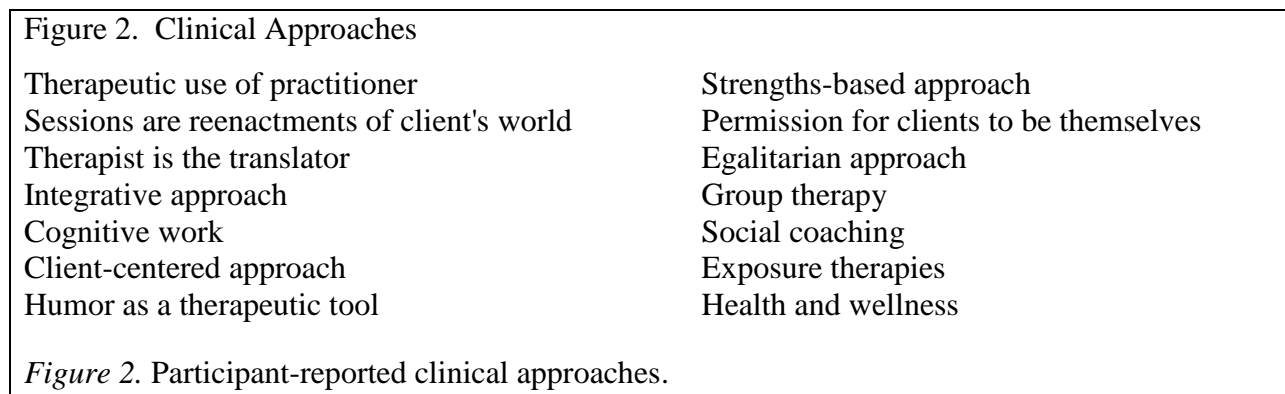 Figure 2.  Clinical Approaches
Therapeutic use of practitioner
Sessions are reenactments of client's world
Therapist is the translator
Integrative approach
Cognitive work
Client-centered approach
Humor as a therapeutic tool
Strengths-based approach
Permission for clients to be themselves
Egalitarian approach
Group therapy
Social coaching
Exposure therapies
Health and wellness
Figure 2. Participant-reported clinical approaches.